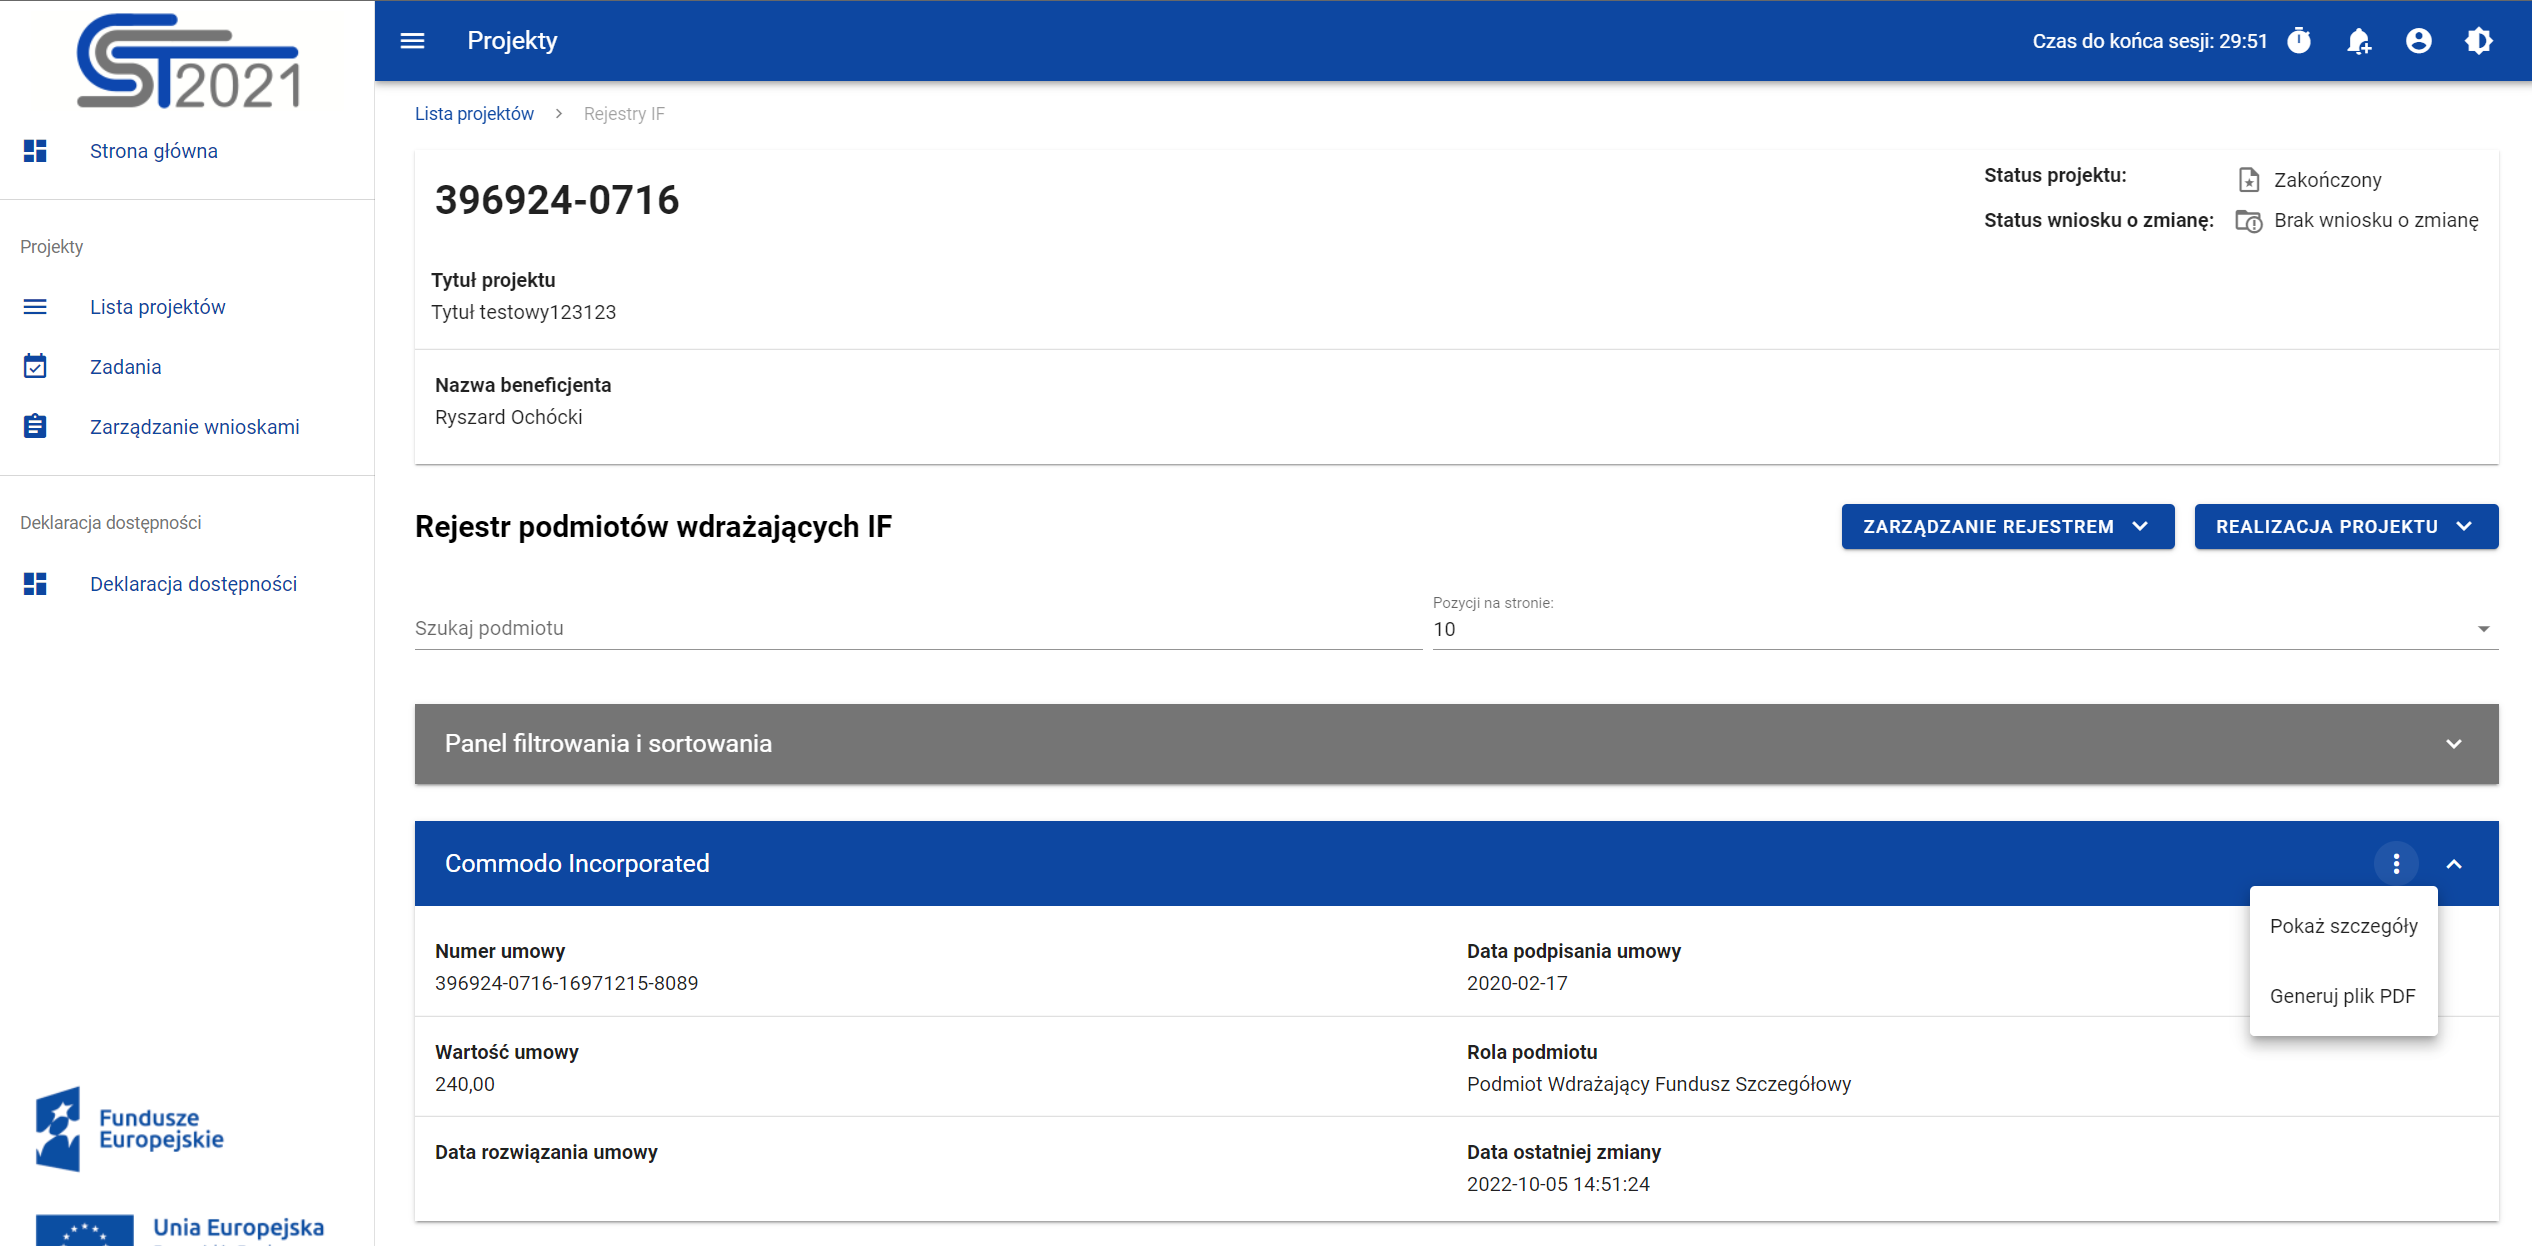 CST2021
Strona główna
Projekty
Lista projektów
Zadania
Zarządzanie wnioskami
Deklaracja dostępności
Deklaracja dostępności
Fundusze
Europejskie
Unia Europejska
Projekty
Czas do końca sesji: 29:51
Lista projektów
Rejestry IF
396924-0716
Status projektu:
Zakończony
Status wniosku o zmianę:
Brak wniosku o zmianę
Tytuł projektu
Tytuł testowy123123
Nazwa beneficjenta
Ryszard Ochócki
Rejestr podmiotów wdrażających IF
ZARZĄDZANIE REJESTREM
REALIZACJA PROJEKTU
Szukaj podmiotu
Pozycji na stronie:
10
Panel filtrowania i sortowania
Commodo Incorporated
Pokaż szczegóły
Generuj plik PDF
Numer umowy
396924-0716-16971215-8089
Data podpisania umowy
2020-02-17
Wartość umowy
240,00
Rola podmiotu
Podmiot Wdrażający Fundusz Szczegółowy
Data rozwiązania umowy
Data ostatniej zmiany
2022-10-05 14:51:24